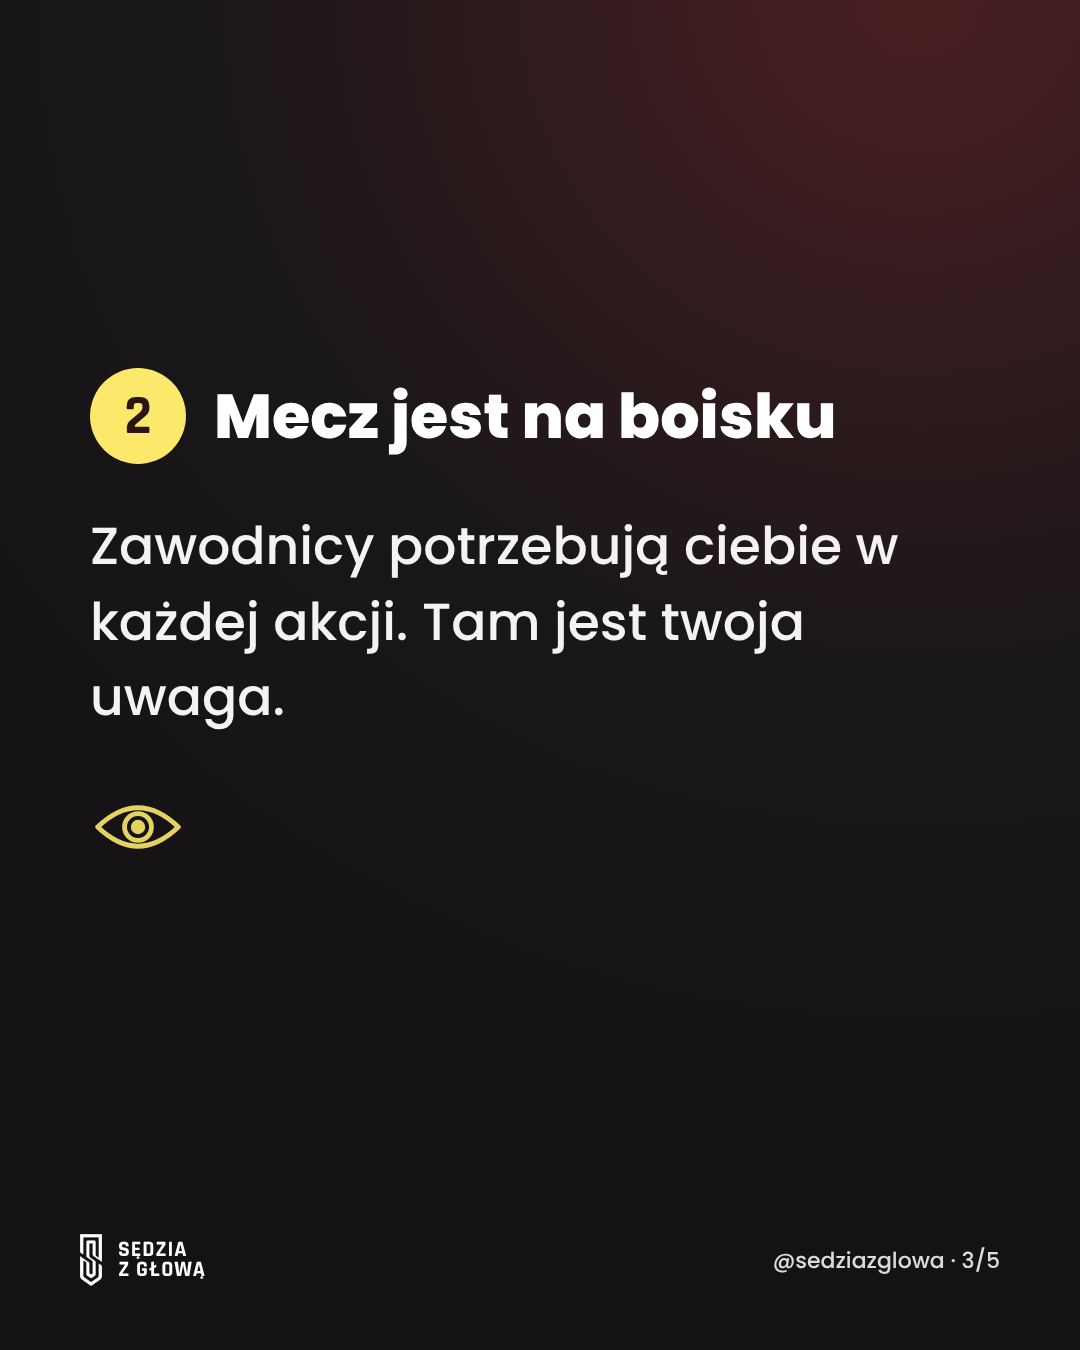 2
Mecz jest na boisku
Zawodnicy potrzebują ciebie w
każdej akcji. Tam jest twoja
uwaga.
SĘDZIA
Z GŁOWĄ
@sedziazglowa · 3/5